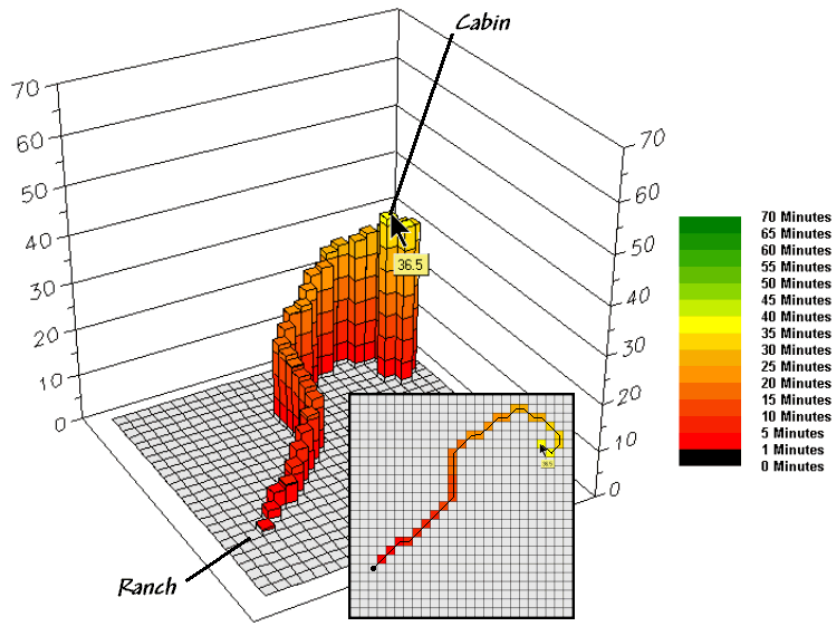 Cabin
70
60
50
40
30
20
10
0
70
60
50
40
30
20
10
0
36.5
Ranch
70 Minutes
65 Minutes
60 Minutes
55 Minutes
50 Minutes
45 Minutes
40 Minutes
35 Minutes
30 Minutes
25 Minutes
20 Minutes
15 Minutes
10 Minutes
5 Minutes
1 Minutes
0 Minutes